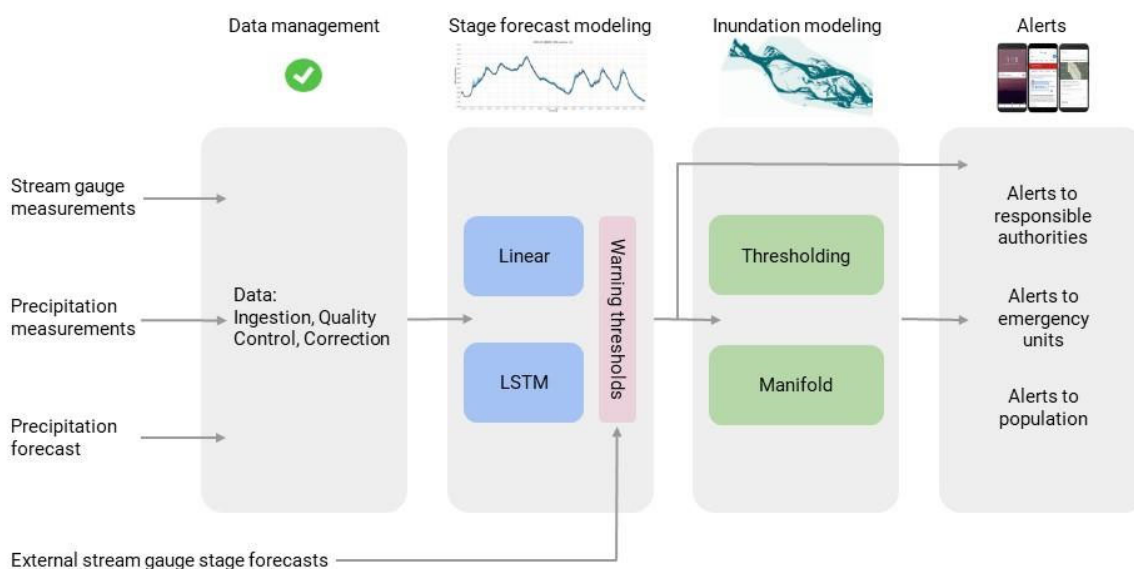 Data management
Stage forecast modeling
Inundation modeling
Alerts
Stream gauge
measurements
Precipitation
measurements
Precipitation
forecast
External stream gauge stage forecasts
Data:
Ingestion, Quality
Control, Correction
Linear
LSTM
Warning thresholds
Thresholding
Manifold
Alerts to
responsible
authorities
Alerts to
emergency
units
Alerts to
population